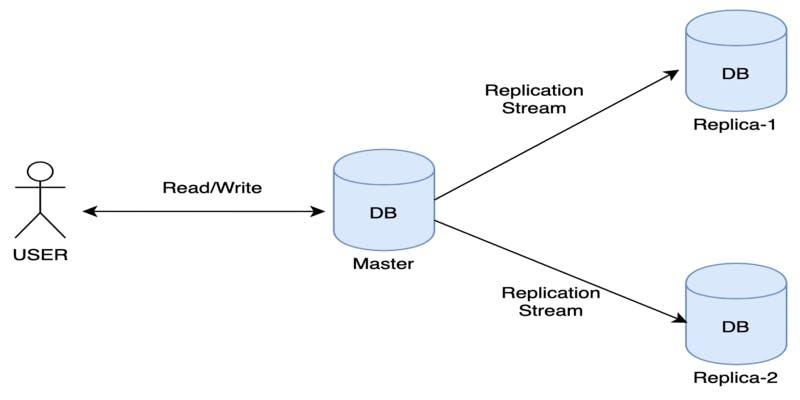 DB
Replication
Stream
Replica-1
Read/Write
DB
USER
Master
Replication
Stream
DB
Replica-2